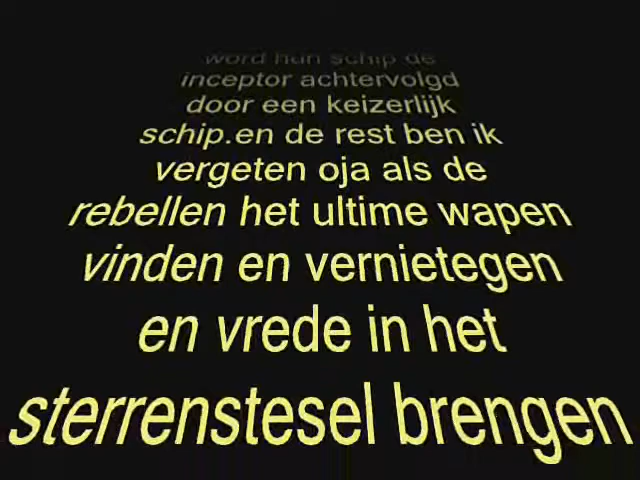 word hun schip de
inceptor achtervolgd
door een keizerlijk
schip.en de rest ben ik
vergeten oja als de
rebellen het ultime wapen
vinden en vernietegen
en vrede in het
sterrenstesel brengen